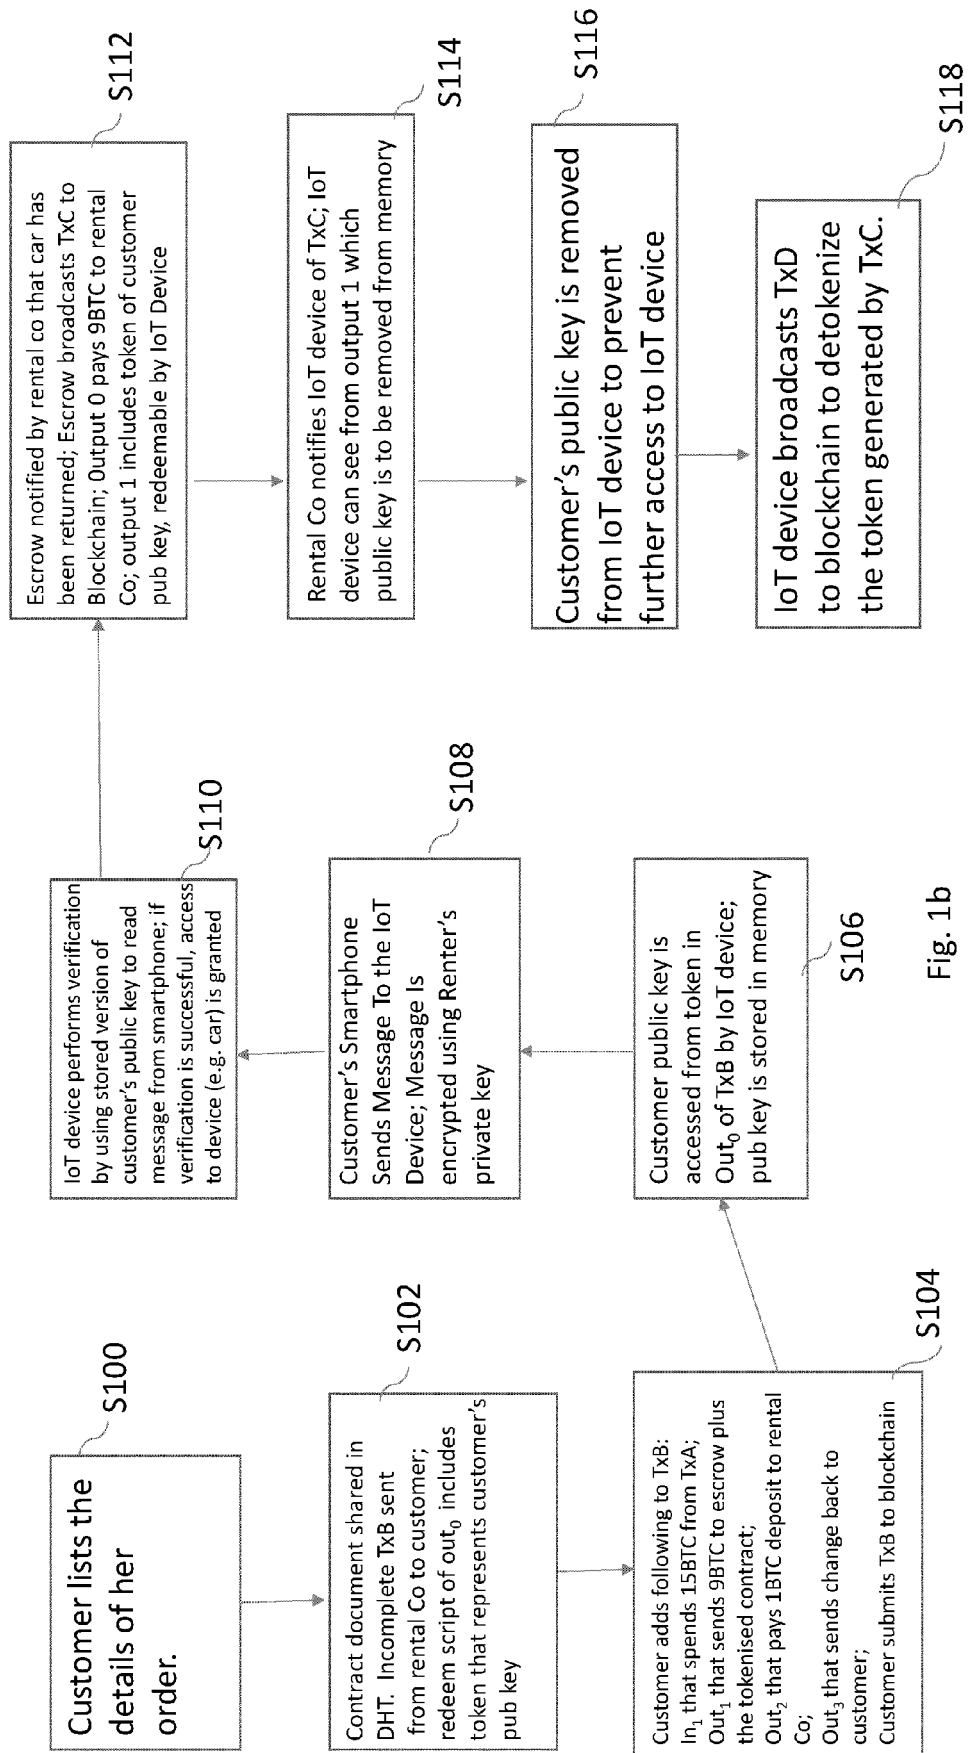 Customer lists the
details of her
order.
S100
Contract document shared in
DHT. Incomplete TxB sent
from rental Co to customer;
redeem script of out₀ includes
token that represents customer's
pub key
S102
Customer adds following to TxB:
In₁ that spends 15BTC from TxA;
Out₁ that sends 9BTC to escrow plus
the tokenised contract;
Out₂ that pays 1BTC deposit to rental
Co;
Out₃ that sends change back to
customer;
Customer submits TxB to blockchain
S104
Customer public key is
accessed from token in
Out₀ of TxB by IoT device;
pub key is stored in memory
S106
Customer's Smartphone
Sends Message To the IoT
Device; Message Is
encrypted using Renter's
private key
S108
IoT device performs verification
by using stored version of
customer's public key to read
message from smartphone; if
verification is successful, access
to device (e.g. car) is granted
S110
Escrow notified by rental co that car has
been returned; Escrow broadcasts TxC to
Blockchain; Output 0 pays 9BTC to rental
Co; output 1 includes token of customer
pub key, redeemable by IoT Device
S112
Rental Co notifies IoT device of TxC; IoT
device can see from output 1 which
public key is to be removed from memory
S114
Customer's public key is removed
from IoT device to prevent
further access to IoT device
S116
IoT device broadcasts TxD
to blockchain to detokenize
the token generated by TxC.
S118
Fig. 1b